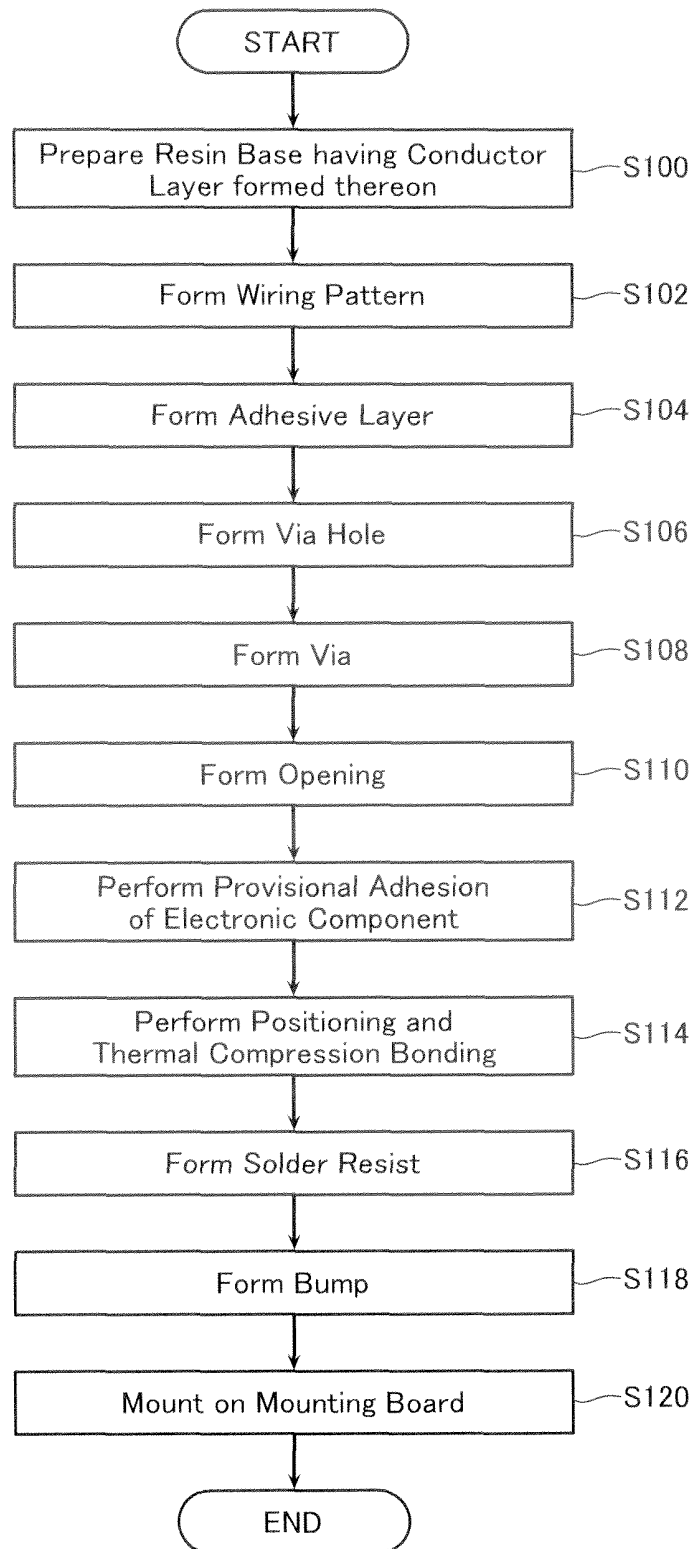 START
Prepare Resin Base having Conductor
Layer formed thereon
S100
Form Wiring Pattern
S102
Form Adhesive Layer
S104
Form Via Hole
S106
Form Via
S108
Form Opening
S110
Perform Provisional Adhesion
of Electronic Component
S112
Perform Positioning and
Thermal Compression Bonding
S114
Form Solder Resist
S116
Form Bump
S118
Mount on Mounting Board
S120
END